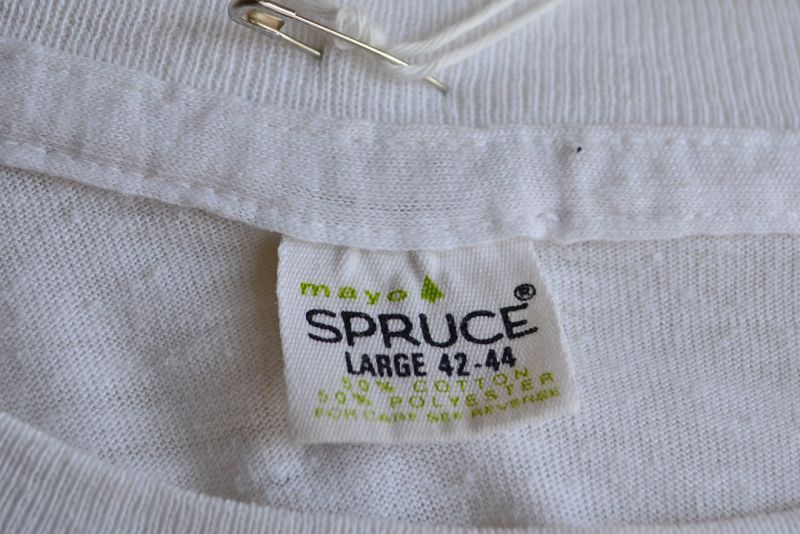 mayo
SPRUCE®
LARGE 42-44
50% COTTON
50% POLYESTER
FOR CARE SEE REVERSE